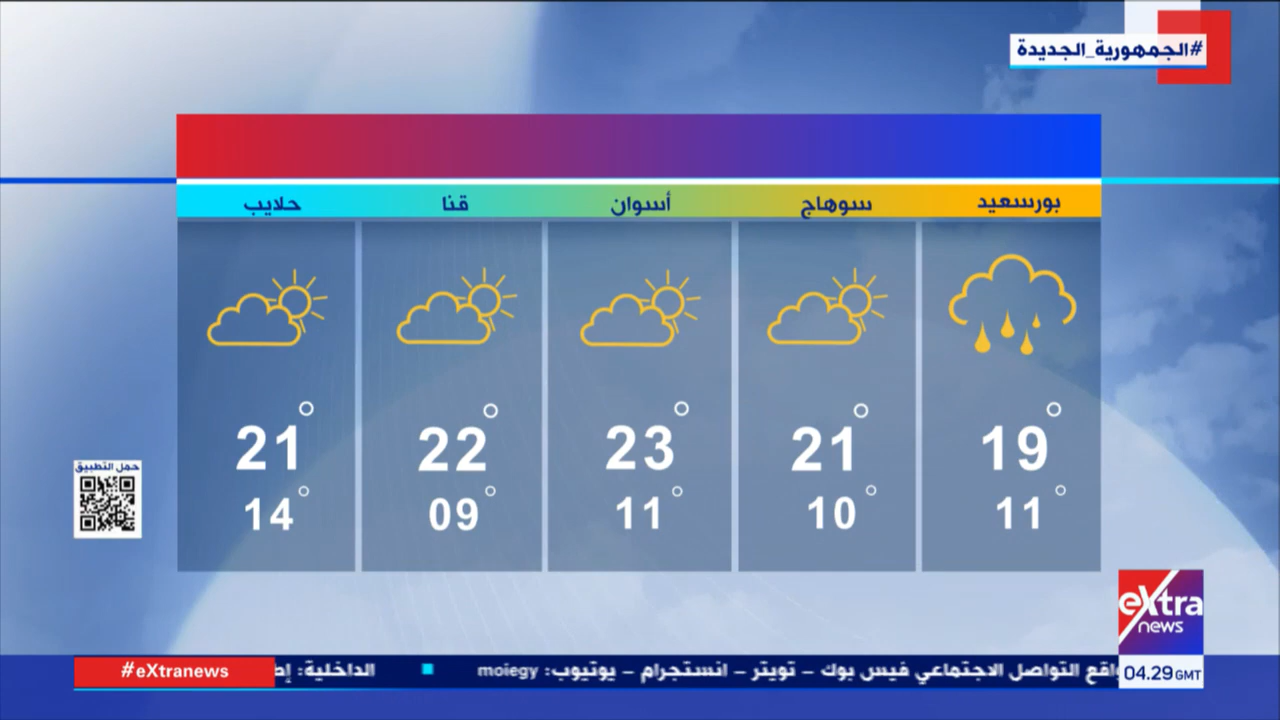 #الجمهورية_الجديدة
بورسعيد سوهاج أسوان قنا حلايب
19° 21° 23° 22° 21°
11° 10° 11° 09° 14°
حمل التطبيق
eXtra
news
#eXtranews
التواصل الاجتماعي فيس بوك – تويتر – انستجرام – يوتيوب: moiegy ■ الداخلية:
04.29 GMT